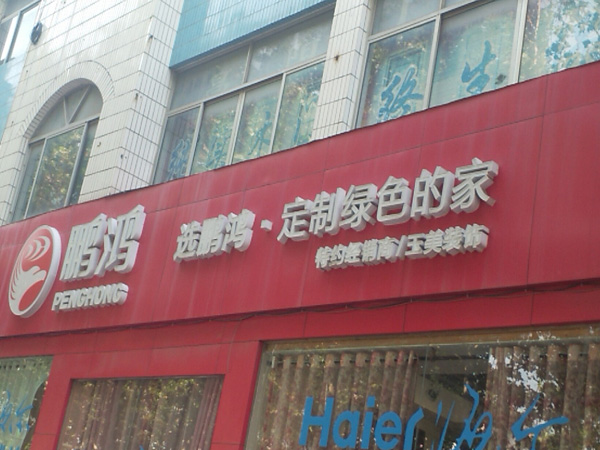 鹏鸿
PENGHONG
选鹏鸿、定制绿色的家
特约经销商/玉美装饰
Haier 海尔